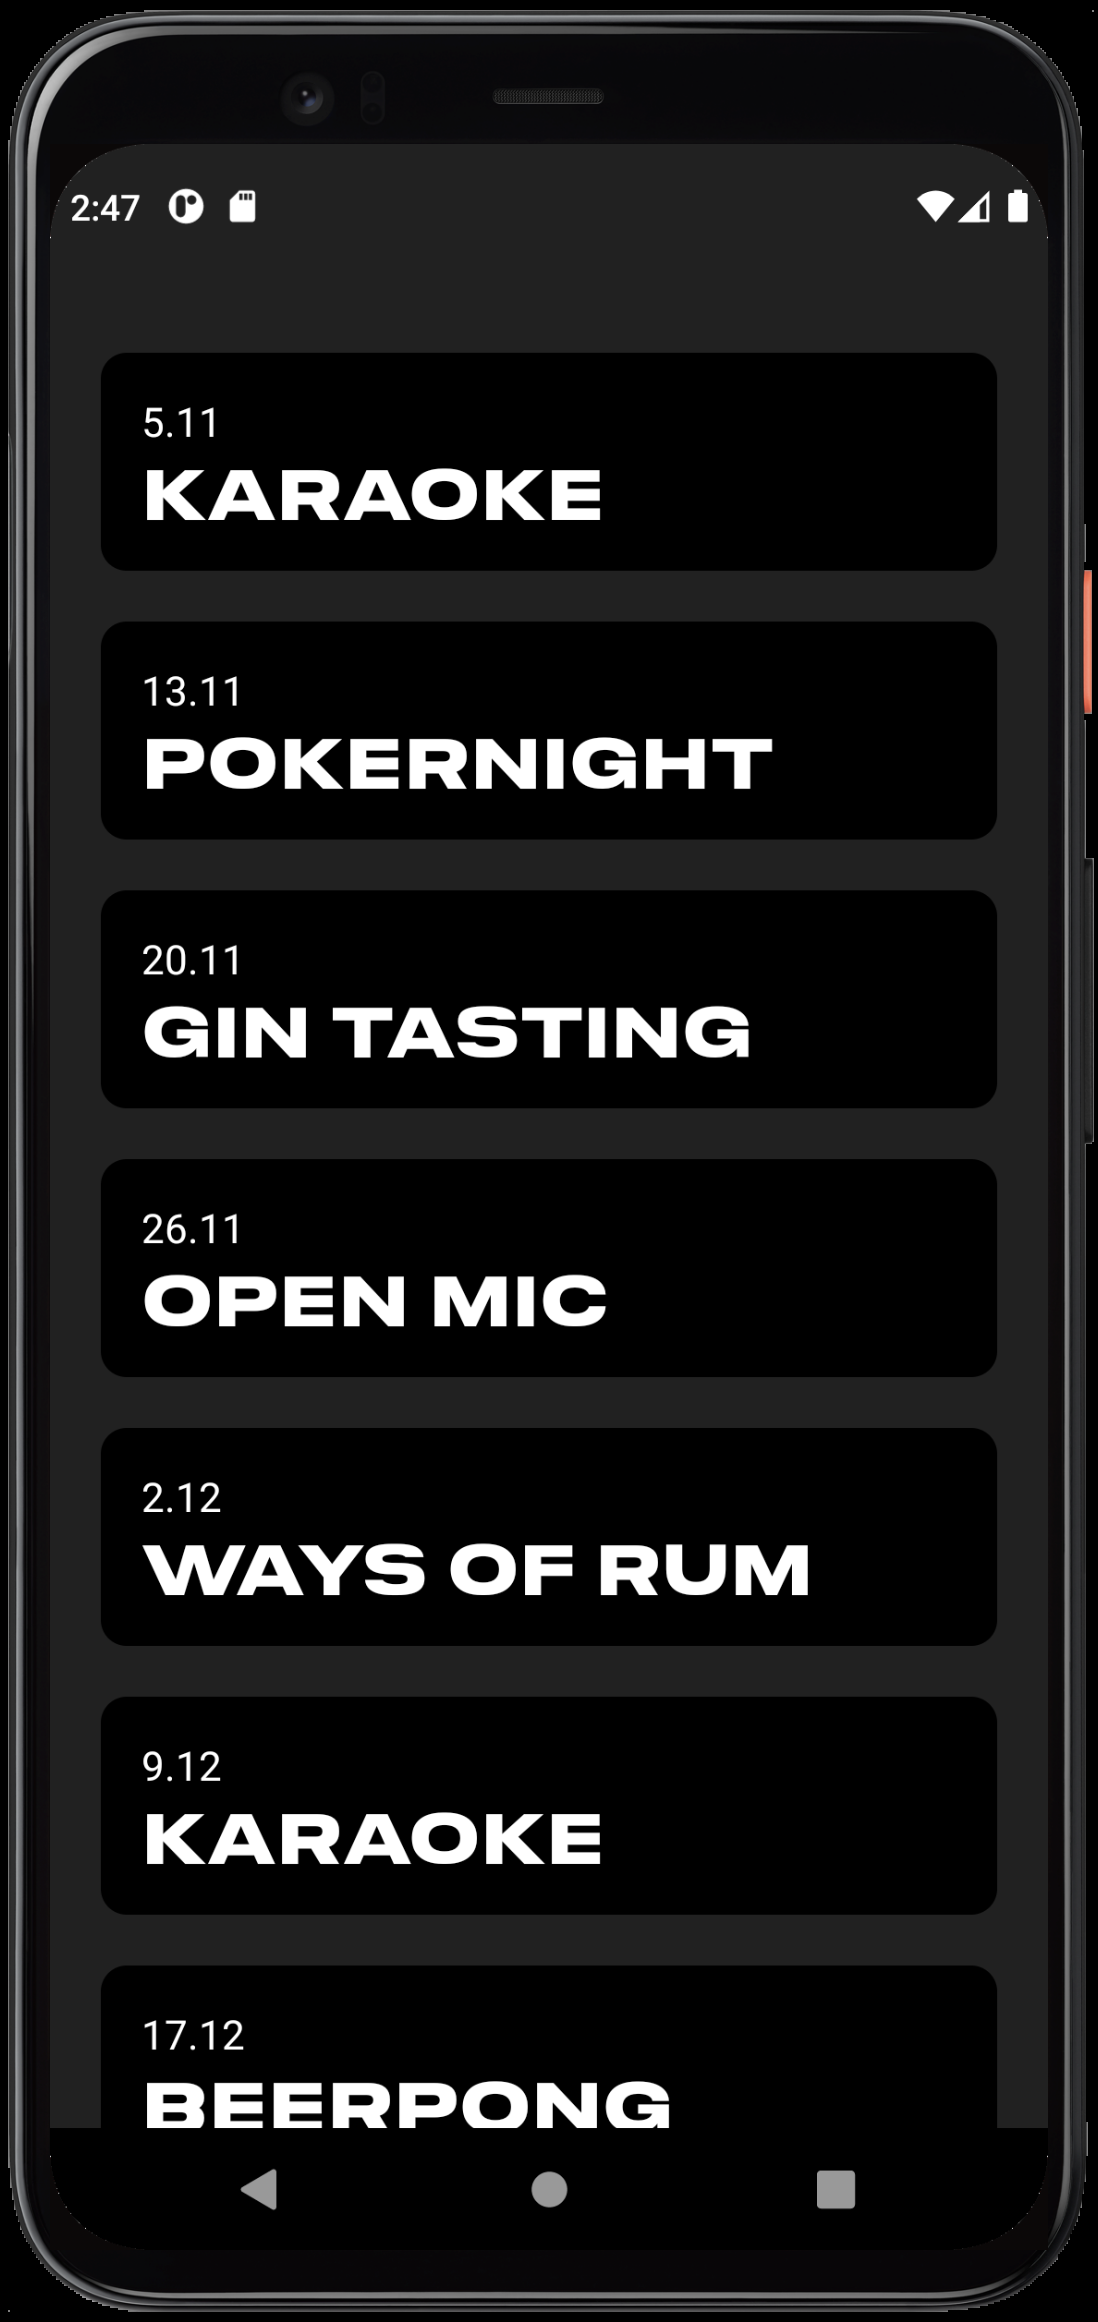 2:47
5.11
KARAOKE
13.11
POKERNIGHT
20.11
GIN TASTING
26.11
OPEN MIC
2.12
WAYS OF RUM
9.12
KARAOKE
17.12
BEERPONG